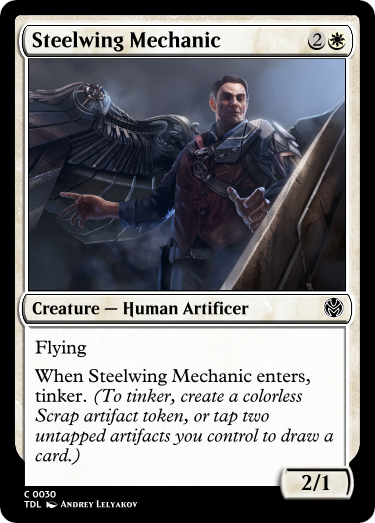 Steelwing Mechanic 2
Creature — Human Artificer
Flying
When Steelwing Mechanic enters,
tinker. (To tinker, create a colorless
Scrap artifact token, or tap two
untapped artifacts you control to draw a
card.)
2/1
C 0030
TDL Andrey Lelyakov